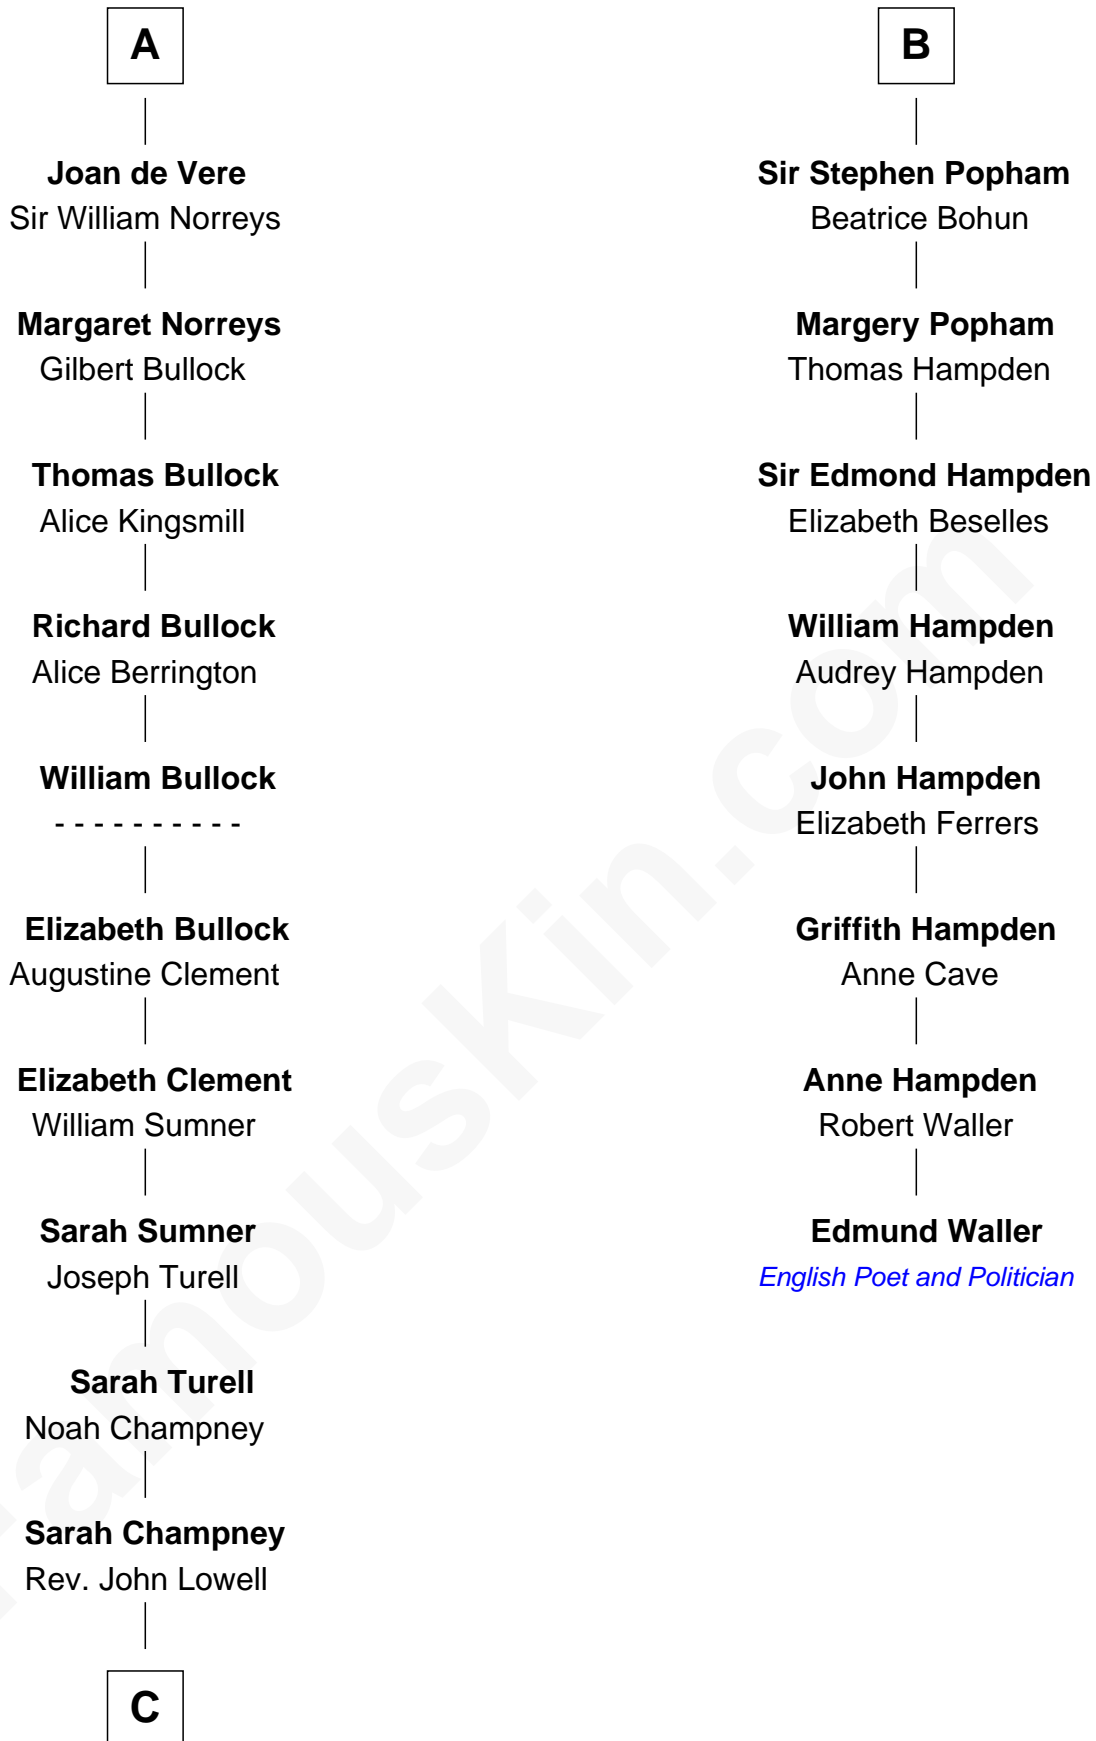 A
Joan de Vere
Sir William Norreys
Margaret Norreys
Gilbert Bullock
Thomas Bullock
Alice Kingsmill
Richard Bullock
Alice Berrington
William Bullock
- - - - - - - - - -
Elizabeth Bullock
Augustine Clement
Elizabeth Clement
William Sumner
Sarah Sumner
Joseph Turell
Sarah Turell
Noah Champney
Sarah Champney
Rev. John Lowell
C
B
Sir Stephen Popham
Beatrice Bohun
Margery Popham
Thomas Hampden
Sir Edmond Hampden
Elizabeth Beselles
William Hampden
Audrey Hampden
John Hampden
Elizabeth Ferrers
Griffith Hampden
Anne Cave
Anne Hampden
Robert Waller
Edmund Waller
English Poet and Politician
FamousKin.com